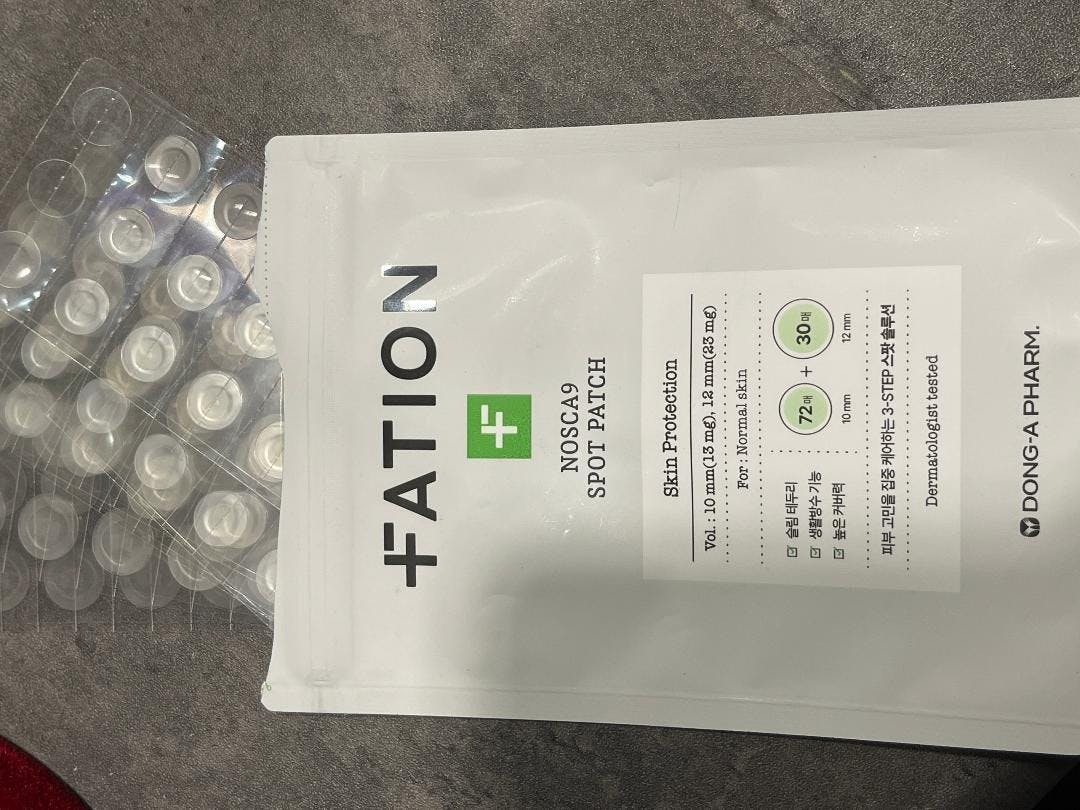 FATION
NOSCA9
SPOT PATCH
Skin Protection
Vol. : 10 mm(13 mg), 12 mm(23 mg)
For : Normal skin
☑ 슬림 테두리
☑ 생활방수 기능
☑ 높은 커버력
72매 + 30매
10 mm 12 mm
피부 고민을 집중 케어하는 3-STEP 스팟 솔루션
Dermatologist tested
DONG-A PHARM.